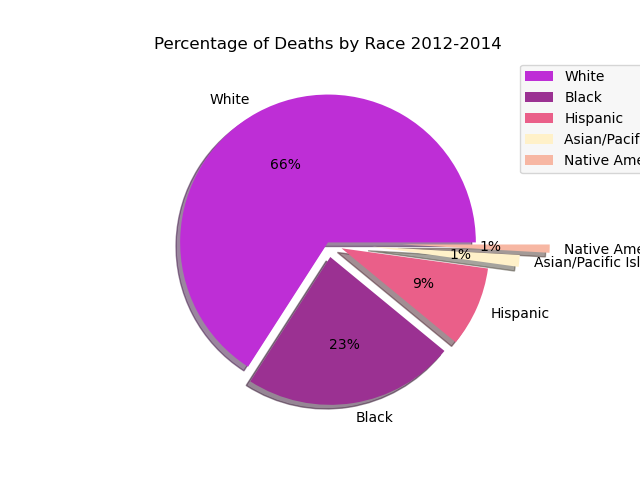 Percentage of Deaths by Race 2012-2014
White
Black
Hispanic
Asian/Pacif
Native Ame
White
66%
1%
Native Ame
1%
Asian/Pacific Isl
9%
Hispanic
23%
Black